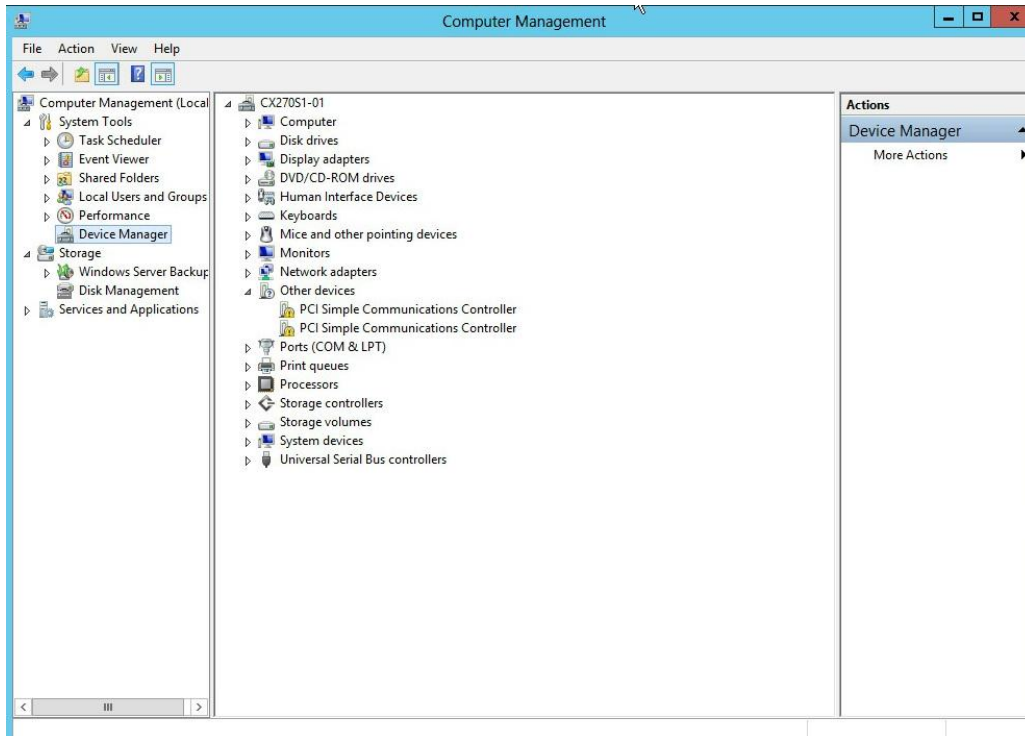 Computer Management
File Action View Help
Computer Management (Local
System Tools
Task Scheduler
Event Viewer
Shared Folders
Local Users and Groups
Performance
Device Manager
Storage
Windows Server Backup
Disk Management
Services and Applications
CX270S1-01
Computer
Disk drives
Display adapters
DVD/CD-ROM drives
Human Interface Devices
Keyboards
Mice and other pointing devices
Monitors
Network adapters
Other devices
PCI Simple Communications Controller
PCI Simple Communications Controller
Ports (COM & LPT)
Print queues
Processors
Storage controllers
Storage volumes
System devices
Universal Serial Bus controllers
Actions
Device Manager
More Actions